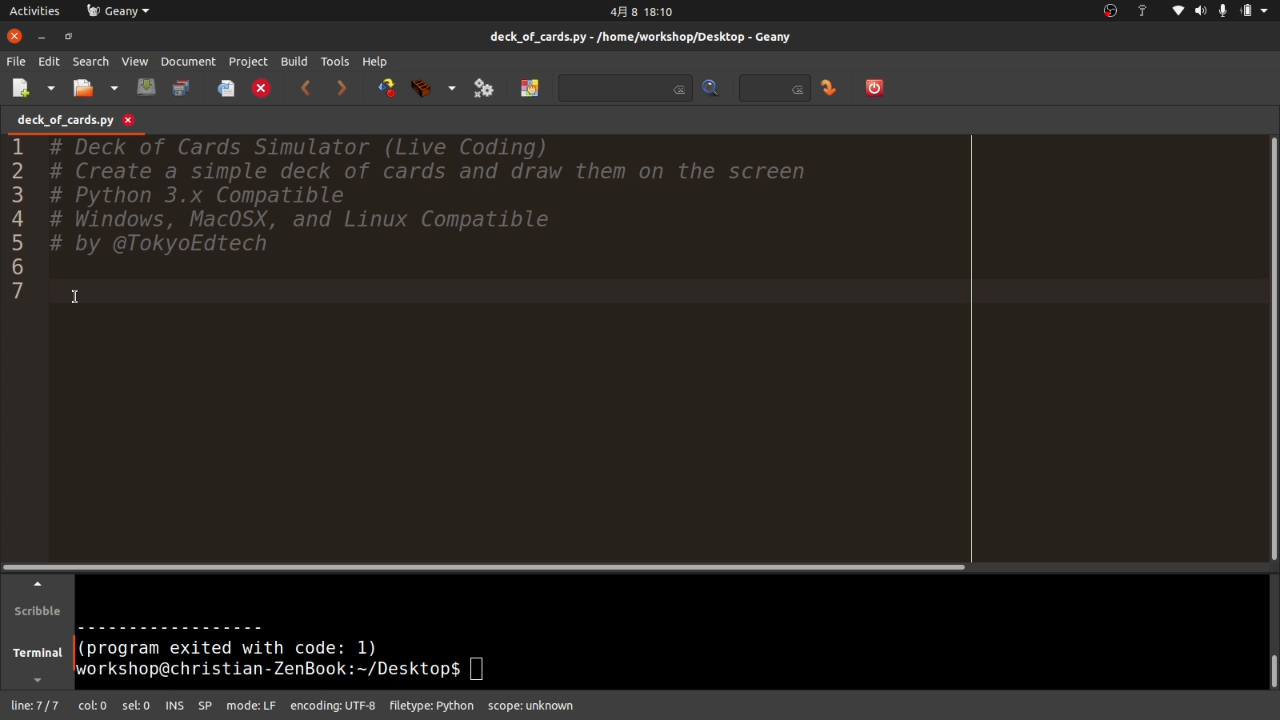 Activities Geany 4月 8 18:10
deck_of_cards.py - /home/workshop/Desktop - Geany
File Edit Search View Document Project Build Tools Help
deck_of_cards.py
1 # Deck of Cards Simulator (Live Coding)
2 # Create a simple deck of cards and draw them on the screen
3 # Python 3.x Compatible
4 # Windows, MacOSX, and Linux Compatible
5 # by @TokyoEdtech
6
7
Scribble
Terminal
------------------
(program exited with code: 1)
workshop@christian-ZenBook:~/Desktop$
line: 7 / 7 col: 0 sel: 0 INS SP mode: LF encoding: UTF-8 filetype: Python scope: unknown